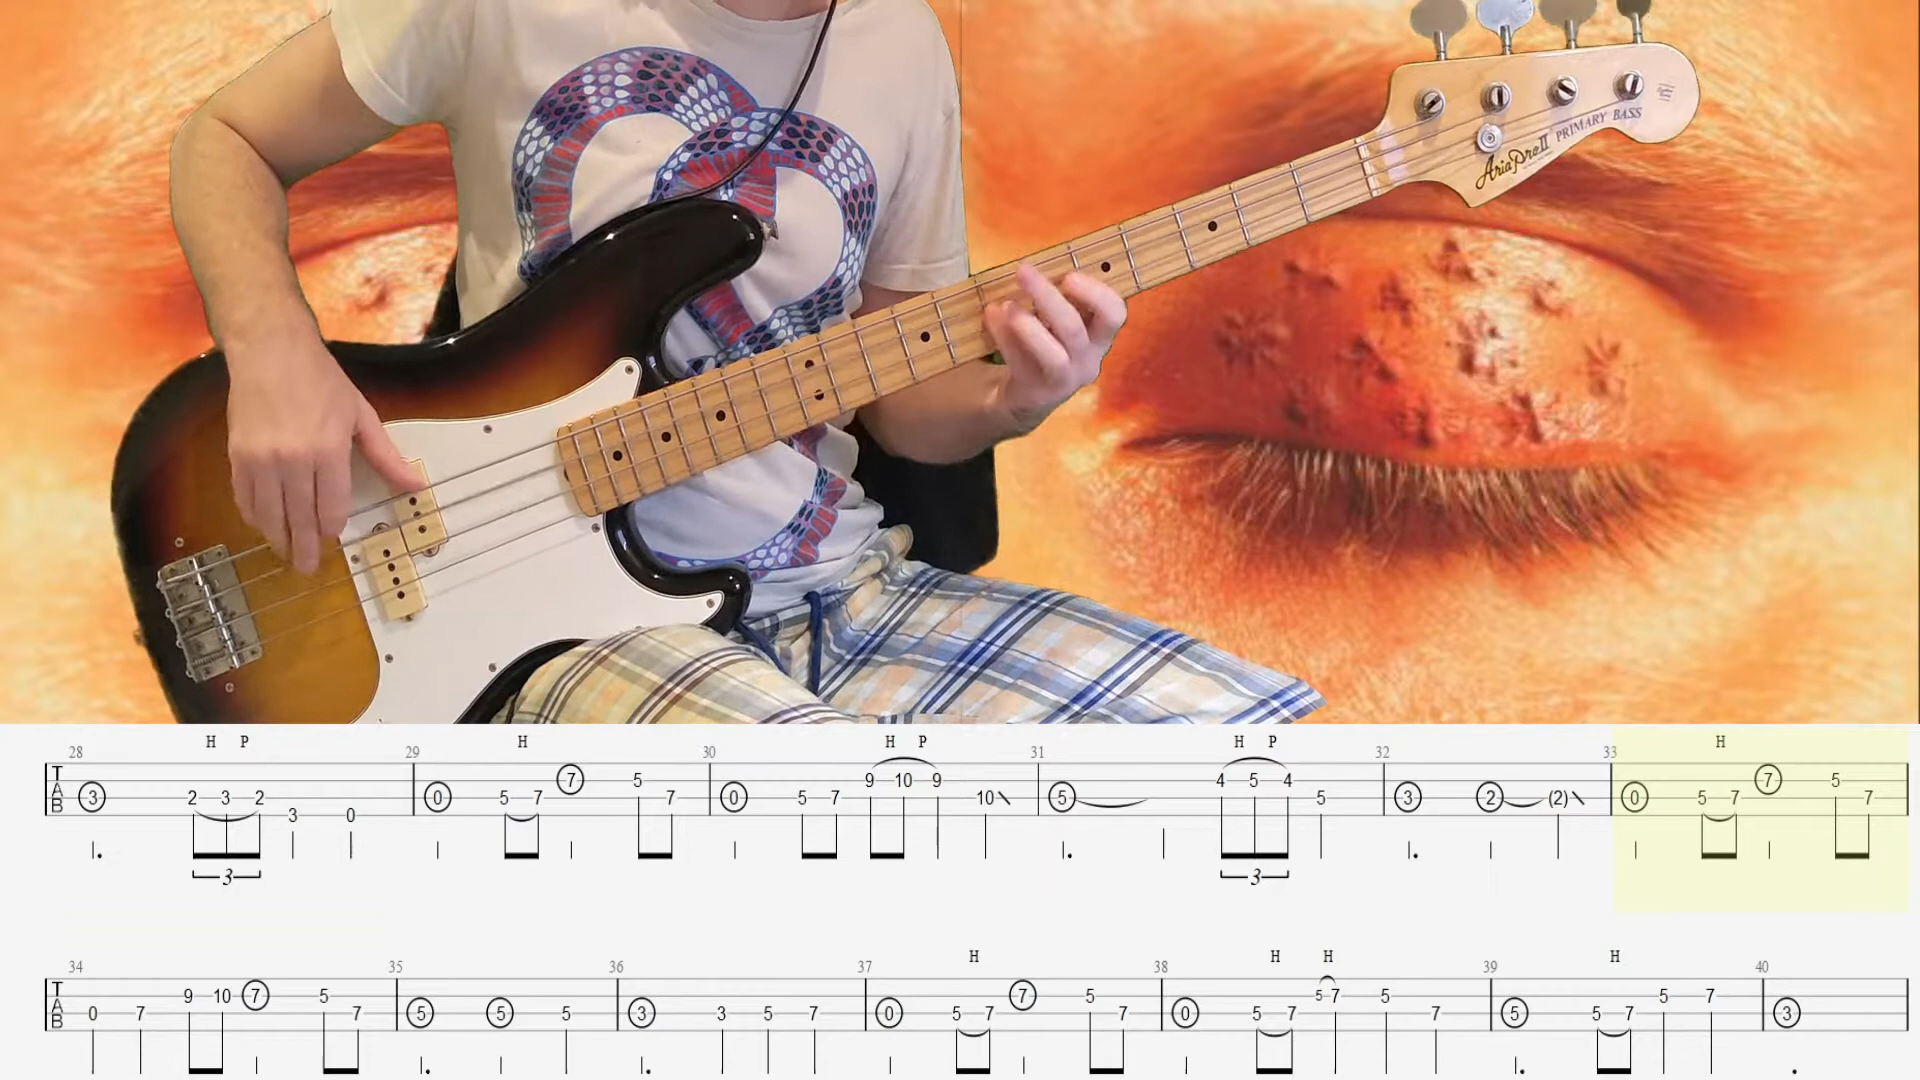 PRIMARY BASS
Aria Pro II
H P H H P H P H
28 29 30 31 32 33
T
A
B
3 2 3 2 3 0 0 5 7 7 5 7 0 5 7 9 10 9 10 5 4 5 4 5 3 2 (2) 0 5 7 7 5 7
3 3
H H H H
34 35 36 37 38 39 40
T
A
B
0 7 9 10 7 5 7 5 5 5 3 3 5 7 0 5 7 7 5 7 0 5 7 5 7 5 7 5 5 7 5 7 3